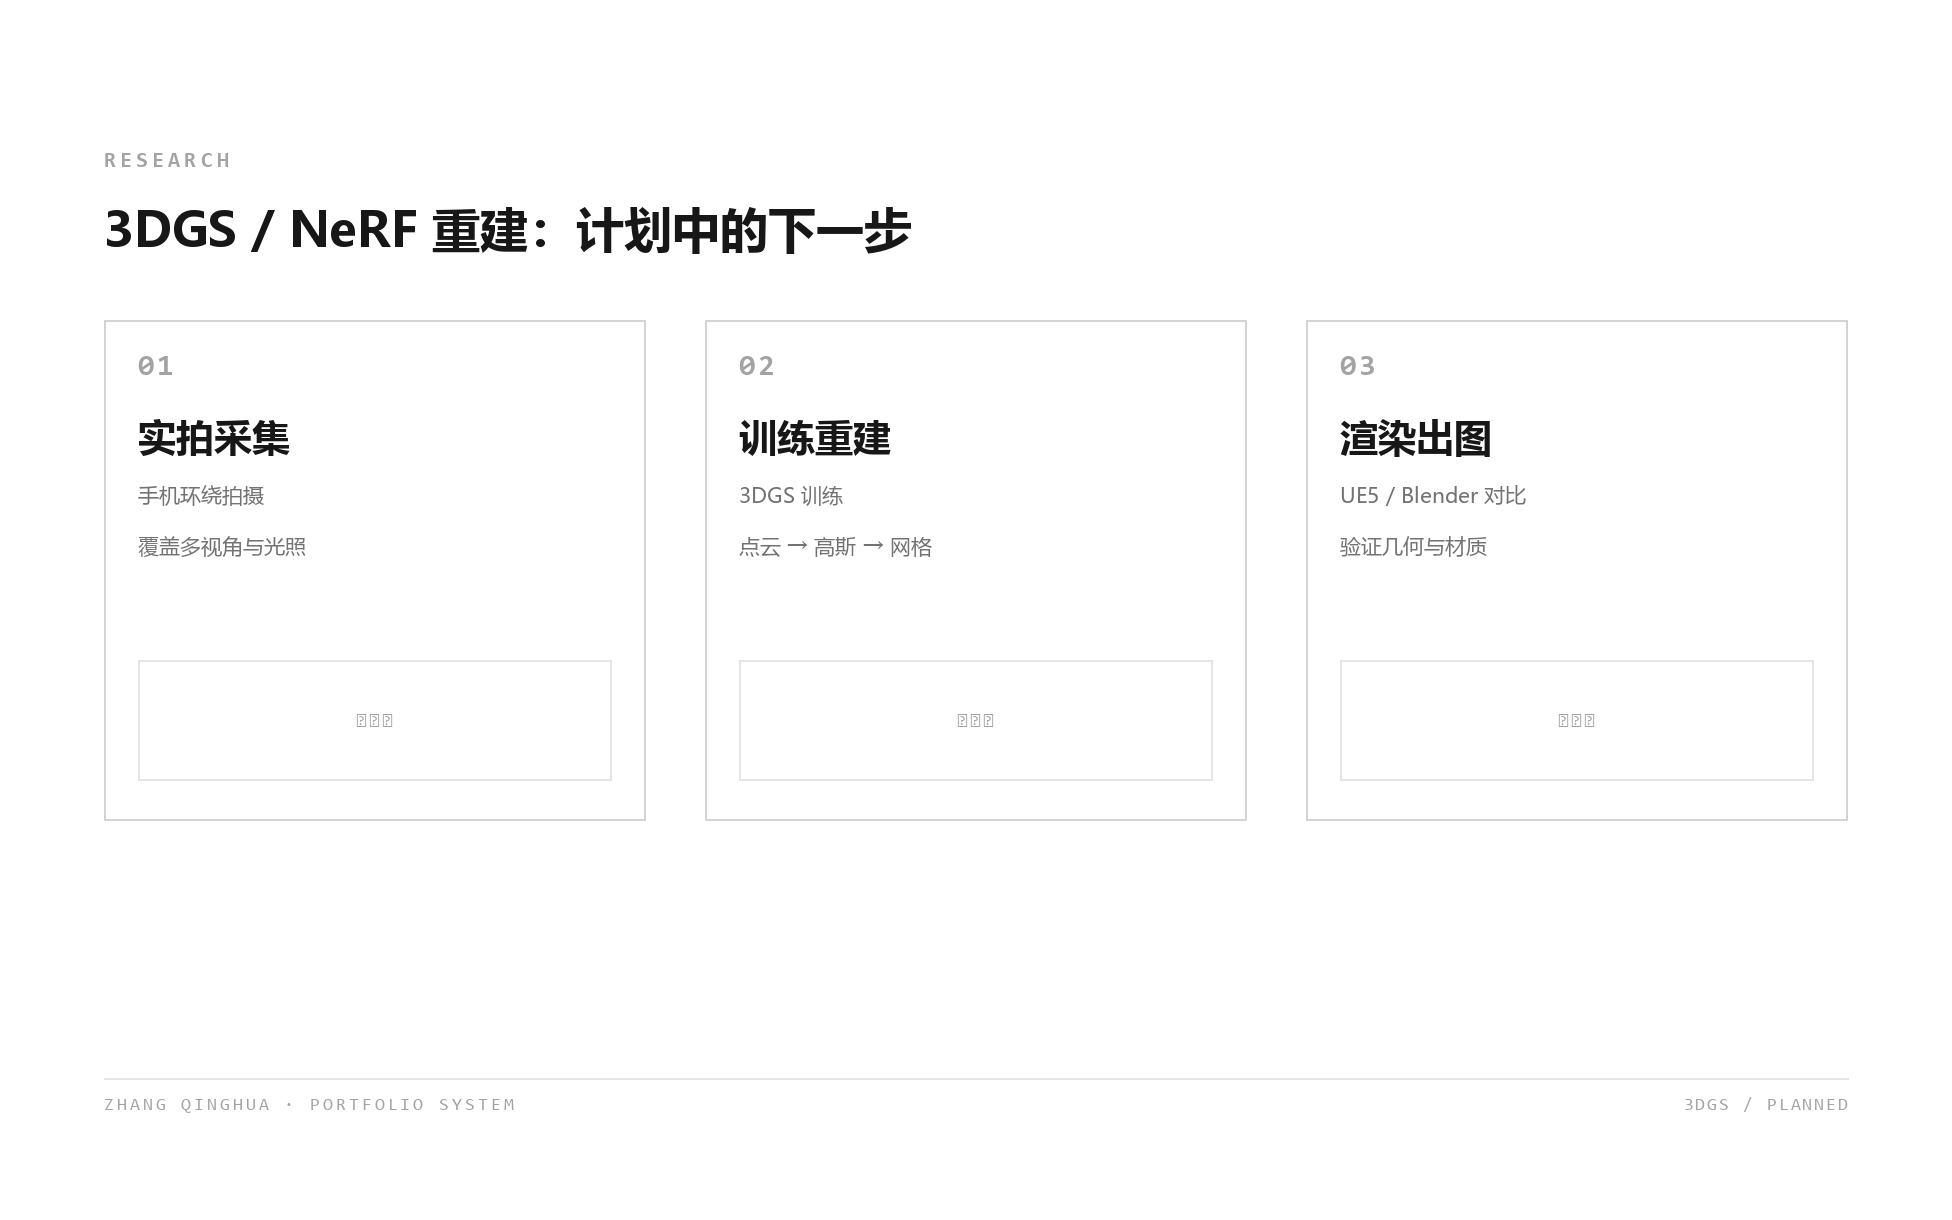 RESEARCH
3DGS / NeRF 重建：计划中的下一步
01
实拍采集
手机环绕拍摄
覆盖多视角与光照
02
训练重建
3DGS 训练
点云 → 高斯 → 网格
03
渲染出图
UE5 / Blender 对比
验证几何与材质
ZHANG QINGHUA · PORTFOLIO SYSTEM
3DGS / PLANNED